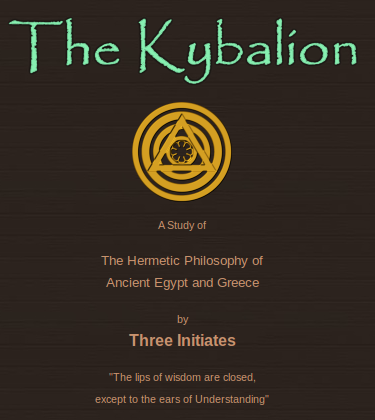 The Kybalion
A Study of
The Hermetic Philosophy of
Ancient Egypt and Greece
by
Three Initiates
"The lips of wisdom are closed,
except to the ears of Understanding"